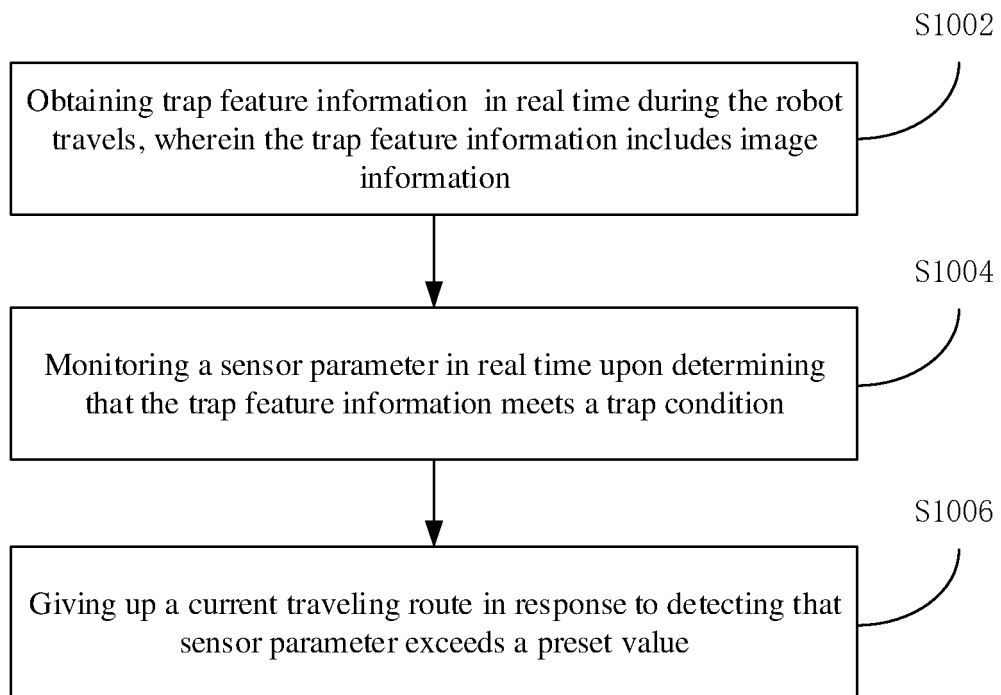 S1002
Obtaining trap feature information in real time during the robot
travels, wherein the trap feature information includes image
information
S1004
Monitoring a sensor parameter in real time upon determining
that the trap feature information meets a trap condition
S1006
Giving up a current traveling route in response to detecting that
sensor parameter exceeds a preset value